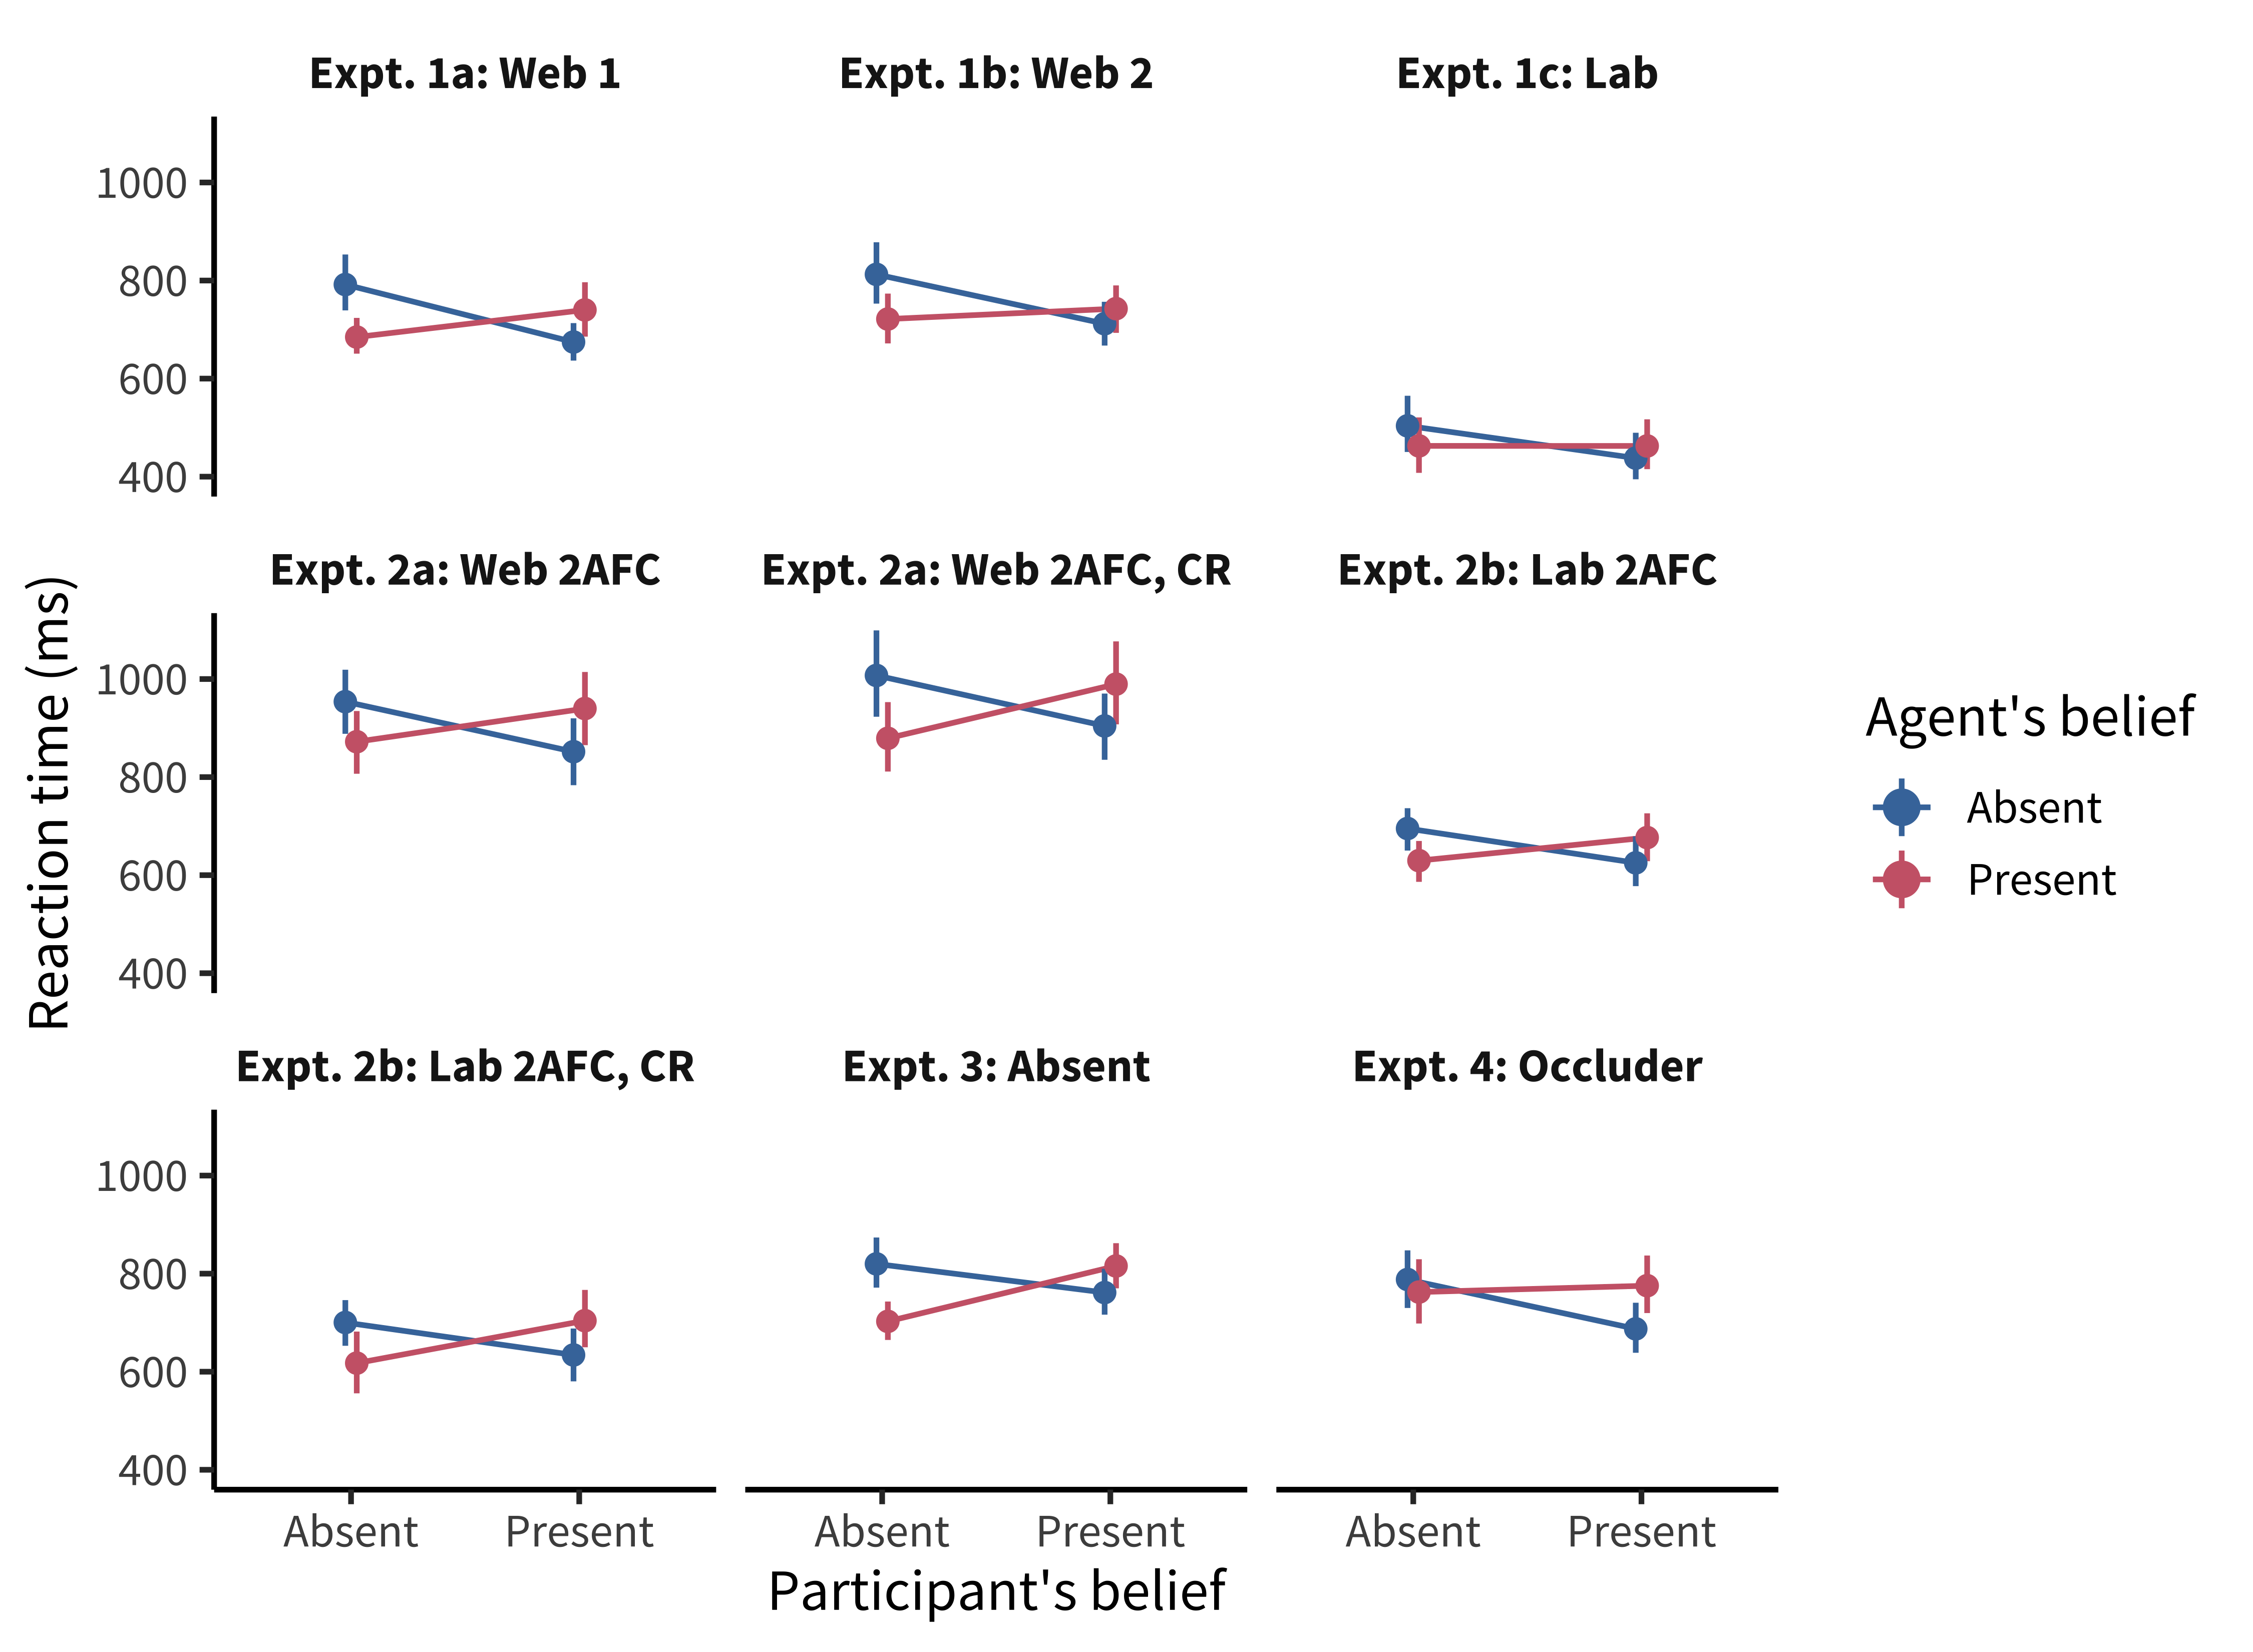 Expt. 1a: Web 1
Expt. 1b: Web 2
Expt. 1c: Lab
1000
800
600
400
Expt. 2a: Web 2AFC
Expt. 2a: Web 2AFC, CR
Expt. 2b: Lab 2AFC
1000
800
600
400
Reaction time (ms)
Expt. 2b: Lab 2AFC, CR
Expt. 3: Absent
Expt. 4: Occluder
1000
800
600
400
Absent Present
Absent Present
Absent Present
Participant's belief
Agent's belief
Absent
Present